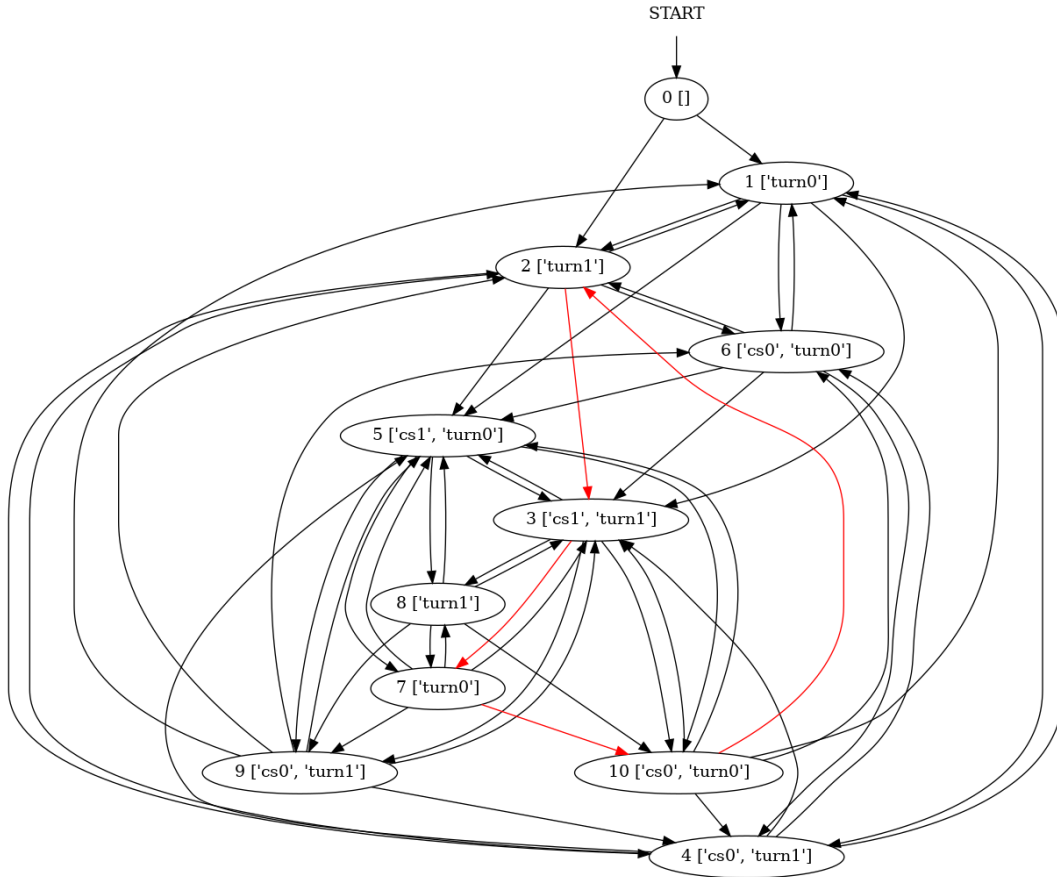 START
0 []
1 ['turn0']
2 ['turn1']
6 ['cs0', 'turn0']
5 ['cs1', 'turn0']
3 ['cs1', 'turn1']
8 ['turn1']
7 ['turn0']
9 ['cs0', 'turn1']
10 ['cs0', 'turn0']
4 ['cs0', 'turn1']